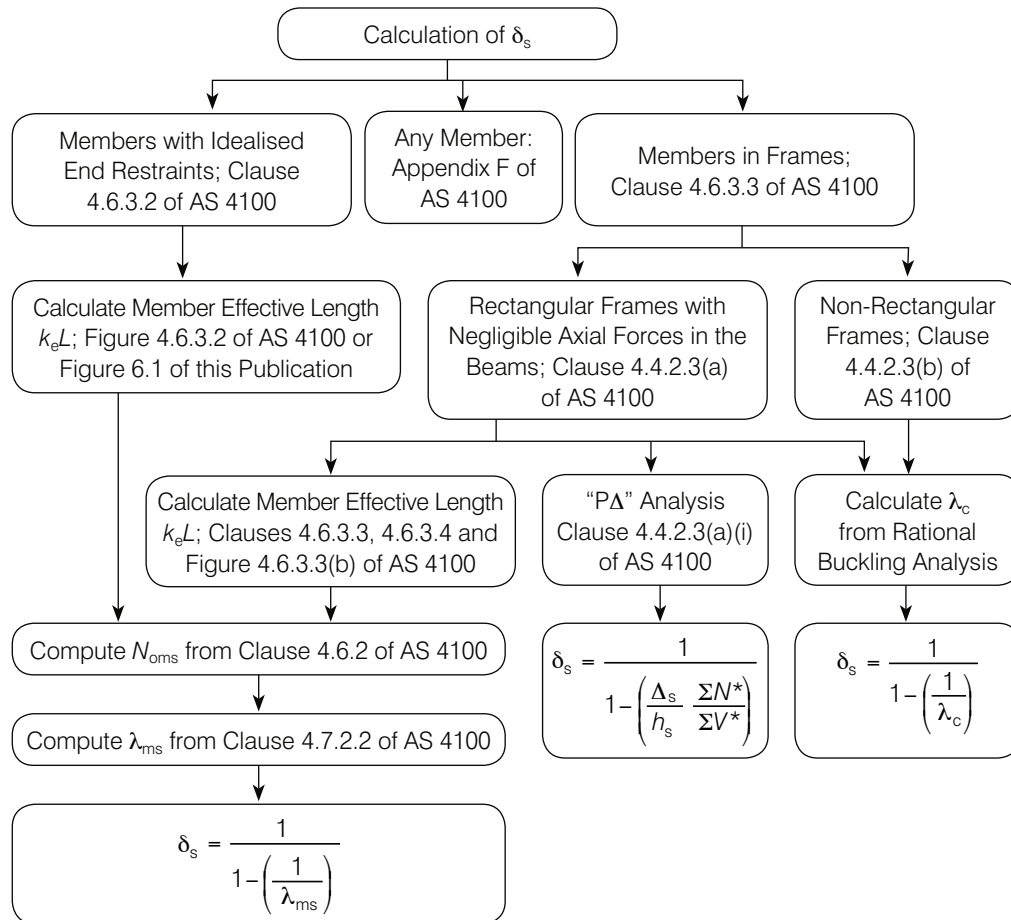 Calculation of δs
Members with Idealised
End Restraints; Clause
4.6.3.2 of AS 4100
Any Member:
Appendix F of
AS 4100
Members in Frames;
Clause 4.6.3.3 of AS 4100
Calculate Member Effective Length
keL; Figure 4.6.3.2 of AS 4100 or
Figure 6.1 of this Publication
Rectangular Frames with
Negligible Axial Forces in the
Beams; Clause 4.4.2.3(a)
of AS 4100
Non-Rectangular
Frames; Clause
4.4.2.3(b) of
AS 4100
Calculate Member Effective Length
keL; Clauses 4.6.3.3, 4.6.3.4 and
Figure 4.6.3.3(b) of AS 4100
“PΔ” Analysis
Clause 4.4.2.3(a)(i)
of AS 4100
Calculate λc
from Rational
Buckling Analysis
Compute Noms from Clause 4.6.2 of AS 4100
δs = 1 / (1 – (Δs/hs ΣN*/ΣV*))
δs = 1 / (1 – (1/λc))
Compute λms from Clause 4.7.2.2 of AS 4100
δs = 1 / (1 – (1/λms))